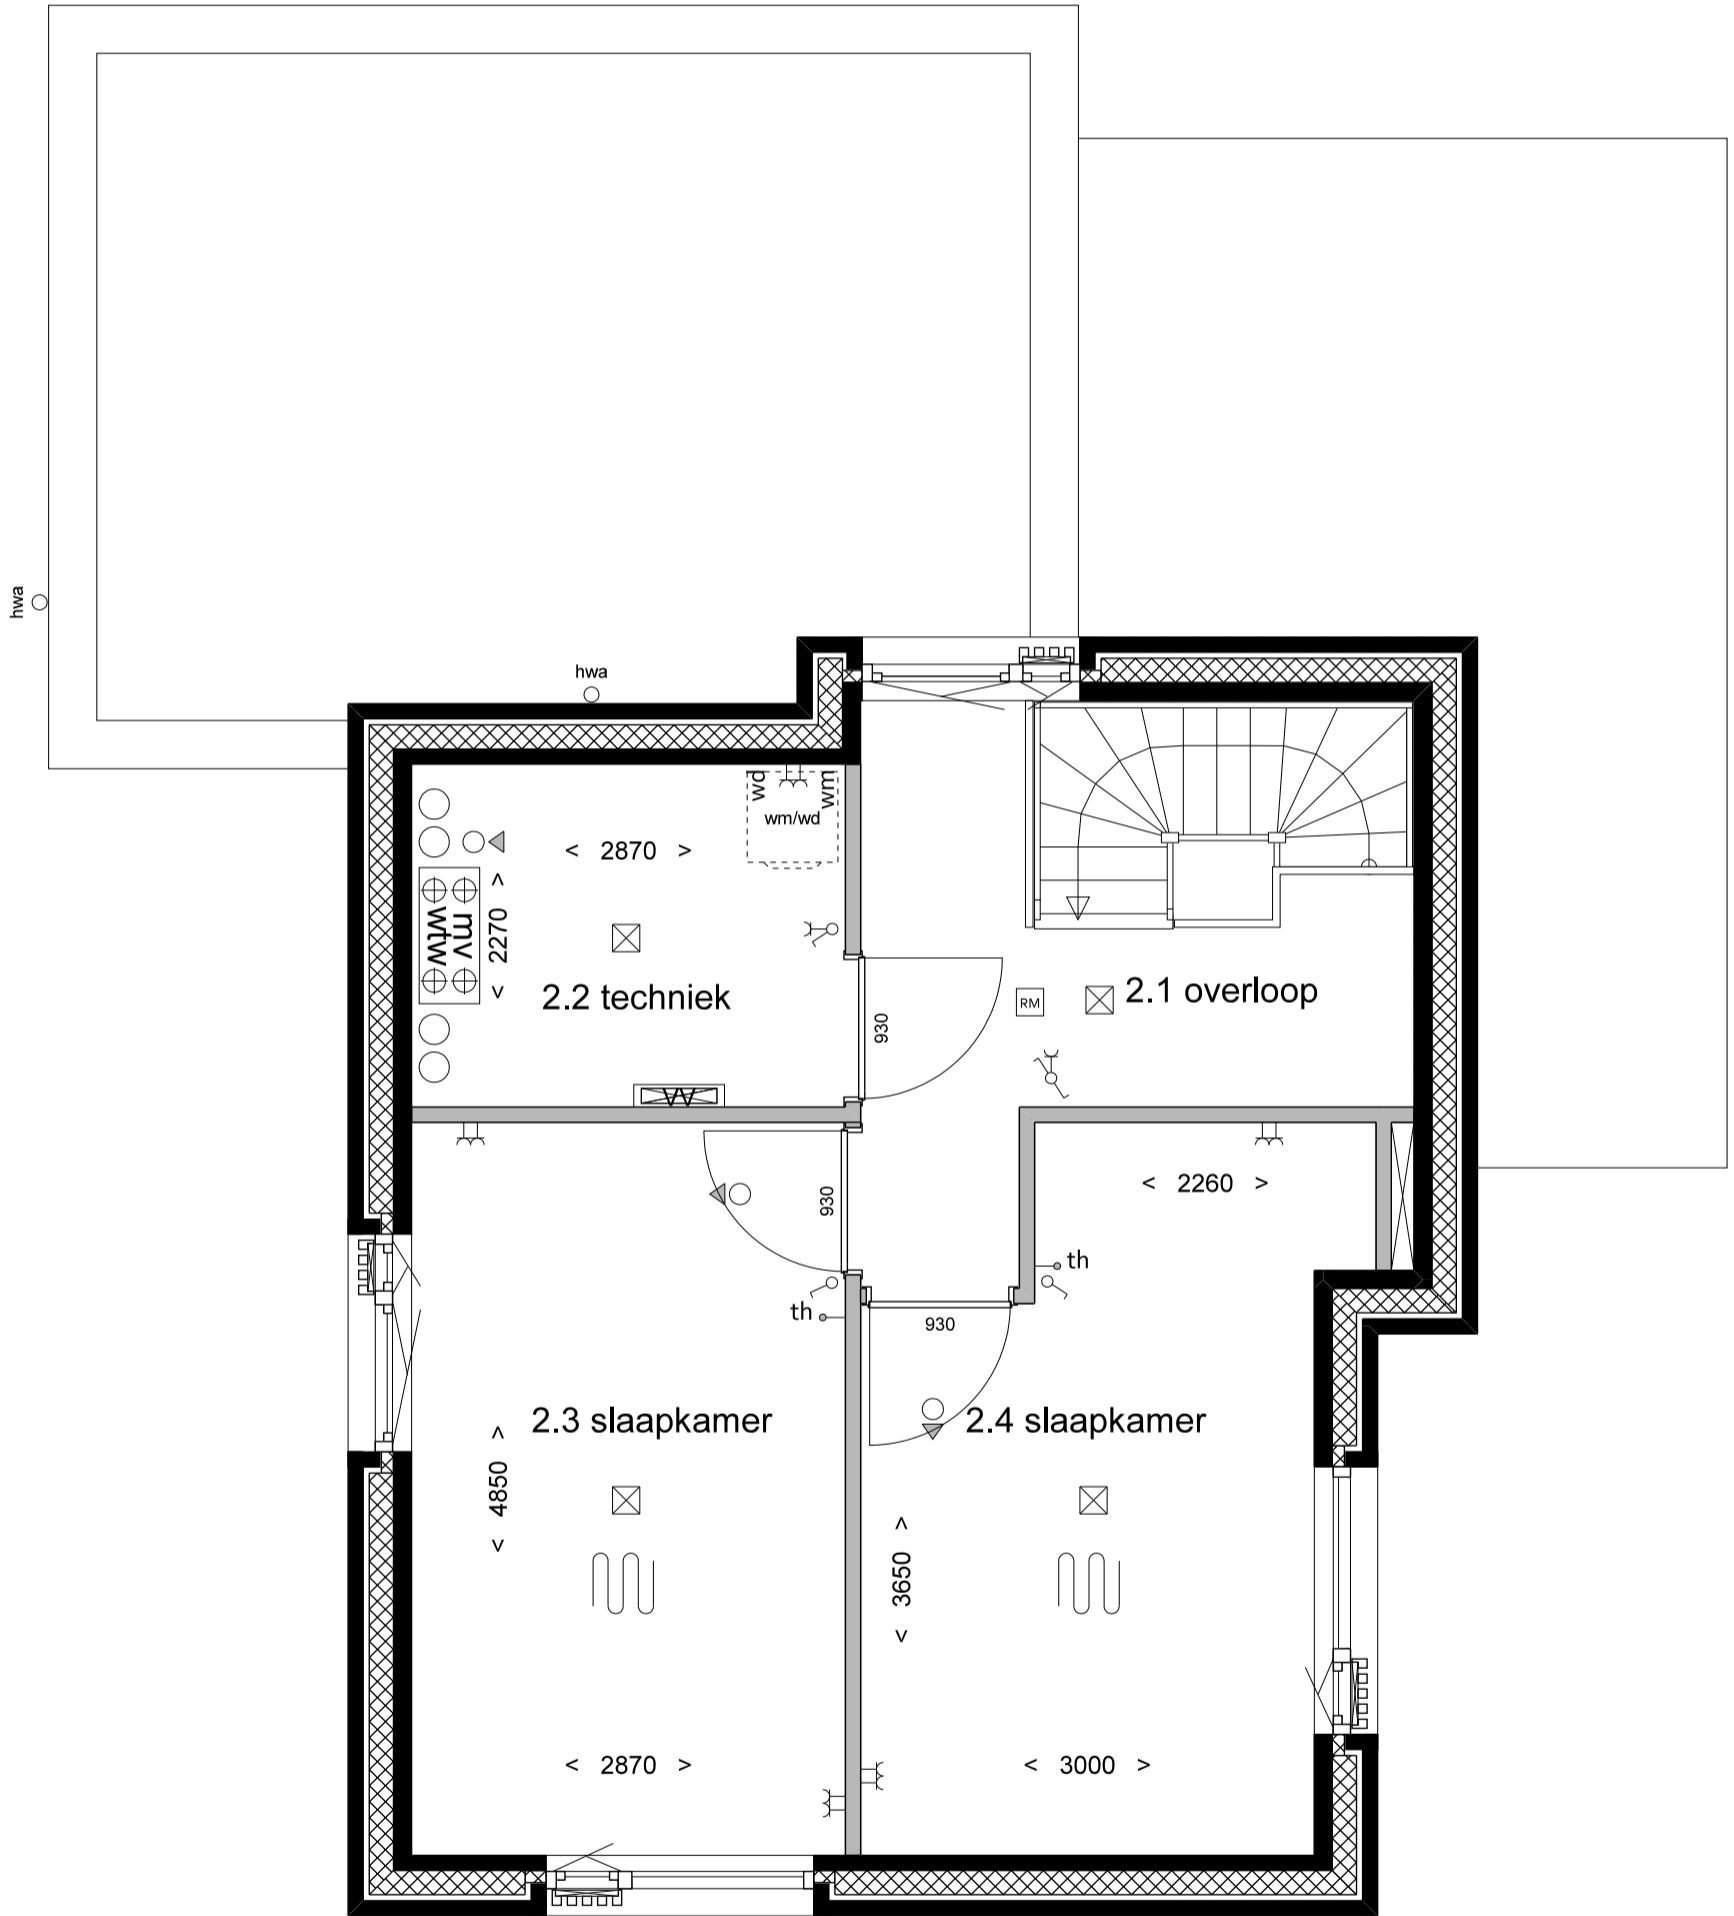 hwa
hwa
wd
wm
wm/wd
< 2870 >
< 2270 >
wtw
mv
2.2 techniek
2.1 overloop
RM
930
W
930
< 2260 >
th
th
930
2.3 slaapkamer
2.4 slaapkamer
< 4850 >
< 3650 >
< 2870 >
< 3000 >